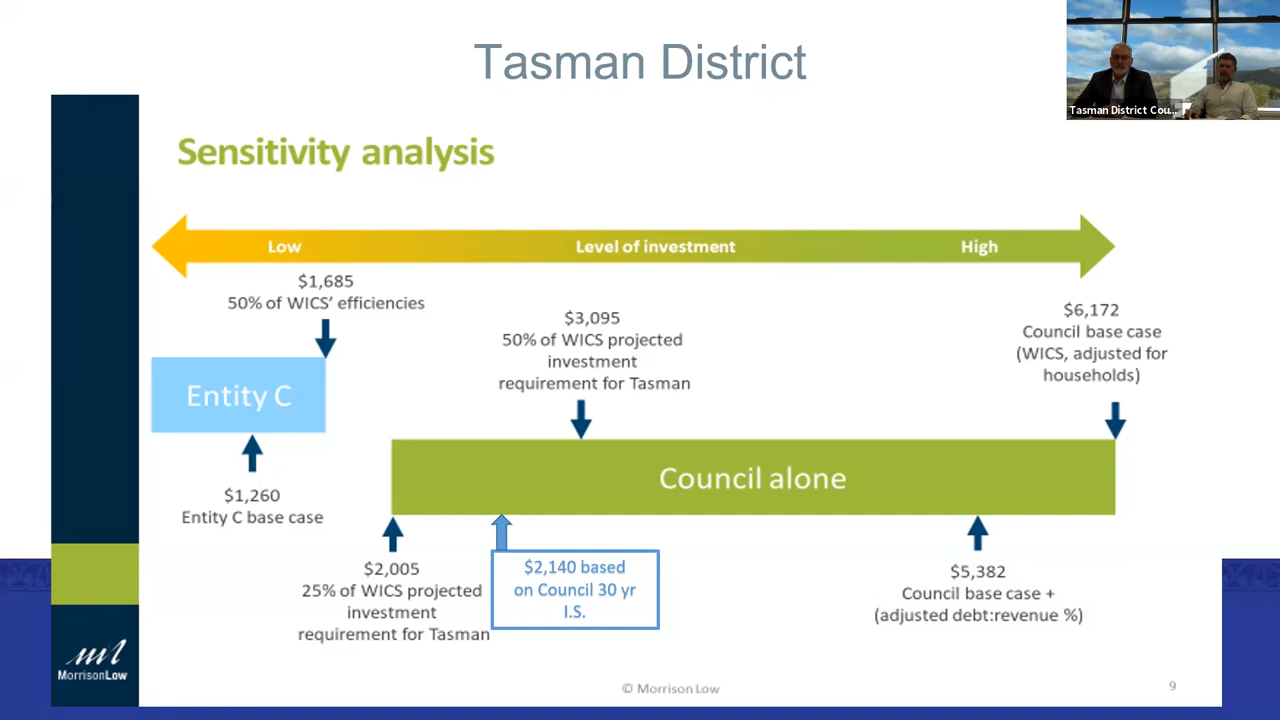 Tasman District
Tasman District Cou...
Sensitivity analysis
Low
Level of investment
High
$1,685
50% of WICS' efficiencies
$3,095
50% of WICS projected
investment
requirement for Tasman
$6,172
Council base case
(WICS, adjusted for
households)
Entity C
Council alone
$1,260
Entity C base case
$2,005
25% of WICS projected
investment
requirement for Tasman
$2,140 based
on Council 30 yr
I.S.
$5,382
Council base case +
(adjusted debt:revenue %)
MorrisonLow
© Morrison Low
9